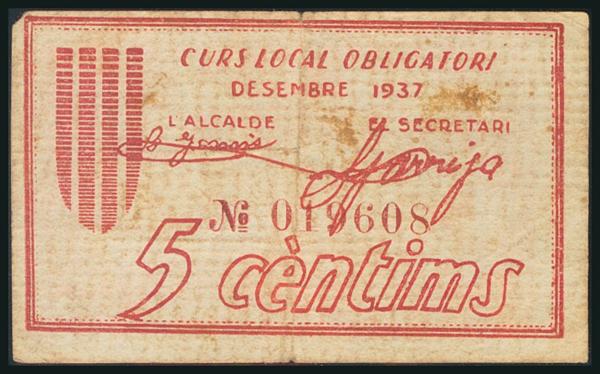 CURS LOCAL OBLIGATORI
DESEMBRE 1937
L'ALCALDE EL SECRETARI
№ 019608
5 cèntims